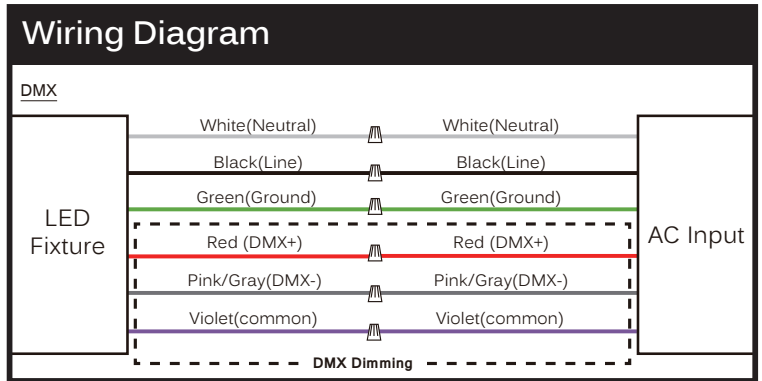 Wiring Diagram
DMX
White(Neutral) White(Neutral)
Black(Line) Black(Line)
Green(Ground) Green(Ground)
LED
Fixture
AC Input
Red (DMX+) Red (DMX+)
Pink/Gray(DMX-) Pink/Gray(DMX-)
Violet(common) Violet(common)
DMX Dimming